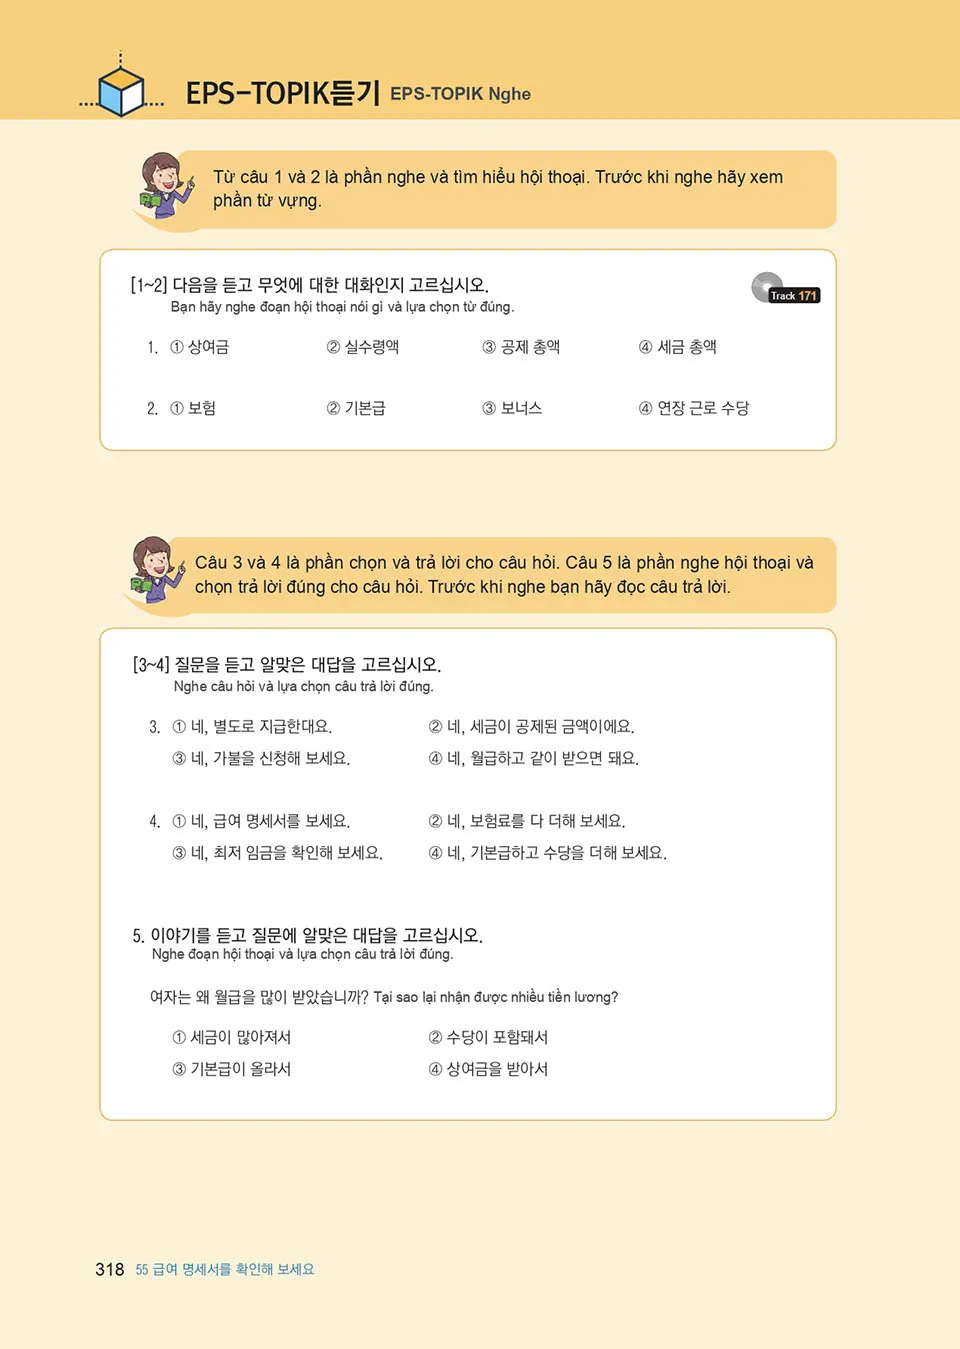 EPS-TOPIK듣기 EPS-TOPIK Nghe
Từ câu 1 và 2 là phần nghe và tìm hiểu hội thoại. Trước khi nghe hãy xem
phần từ vựng.
[1~2] 다음을 듣고 무엇에 대한 대화인지 고르십시오.
Bạn hãy nghe đoạn hội thoại nói gì và lựa chọn từ đúng.
Track 171
1. ① 상여금 ② 실수령액 ③ 공제 총액 ④ 세금 총액
2. ① 보험 ② 기본급 ③ 보너스 ④ 연장 근로 수당
Câu 3 và 4 là phần chọn và trả lời cho câu hỏi. Câu 5 là phần nghe hội thoại và
chọn trả lời đúng cho câu hỏi. Trước khi nghe bạn hãy đọc câu trả lời.
[3~4] 질문을 듣고 알맞은 대답을 고르십시오.
Nghe câu hỏi và lựa chọn câu trả lời đúng.
3. ① 네, 별도로 지급한대요. ② 네, 세금이 공제된 금액이에요.
③ 네, 가불을 신청해 보세요. ④ 네, 월급하고 같이 받으면 돼요.
4. ① 네, 급여 명세서를 보세요. ② 네, 보험료를 다 더해 보세요.
③ 네, 최저 임금을 확인해 보세요. ④ 네, 기본급하고 수당을 더해 보세요.
5. 이야기를 듣고 질문에 알맞은 대답을 고르십시오.
Nghe đoạn hội thoại và lựa chọn câu trả lời đúng.
여자는 왜 월급을 많이 받았습니까? Tại sao lại nhận được nhiều tiền lương?
① 세금이 많아져서 ② 수당이 포함돼서
③ 기본급이 올라서 ④ 상여금을 받아서
318 55 급여 명세서를 확인해 보세요